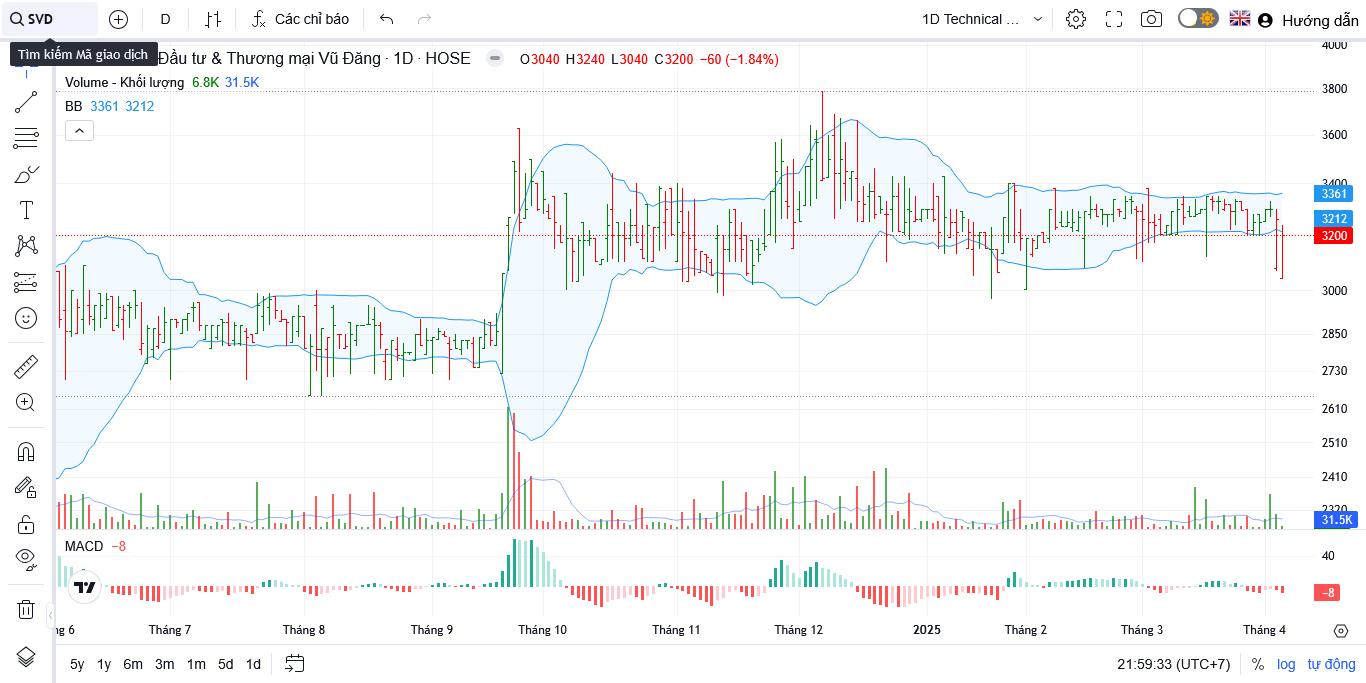 SVD D Các chỉ báo 1D Technical ... Hướng dẫn
Tìm kiếm Mã giao dịch
Đầu tư & Thương mại Vũ Đăng · 1D · HOSE O3040 H3240 L3040 C3200 −60 (−1.84%)
Volume - Khối lượng 6.8K 31.5K
BB 3361 3212
4000
3800
3600
3400
3361
3212
3200
3000
2850
2730
2610
2510
2410
2320
31.5K
MACD −8
40
−8
ng 6 Tháng 7 Tháng 8 Tháng 9 Tháng 10 Tháng 11 Tháng 12 2025 Tháng 2 Tháng 3 Tháng 4
5y 1y 6m 3m 1m 5d 1d 21:59:33 (UTC+7) % log tự động